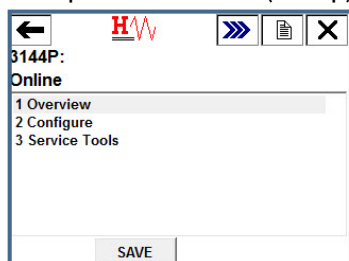 H
3144P:
Online
1 Overview
2 Configure
3 Service Tools
SAVE